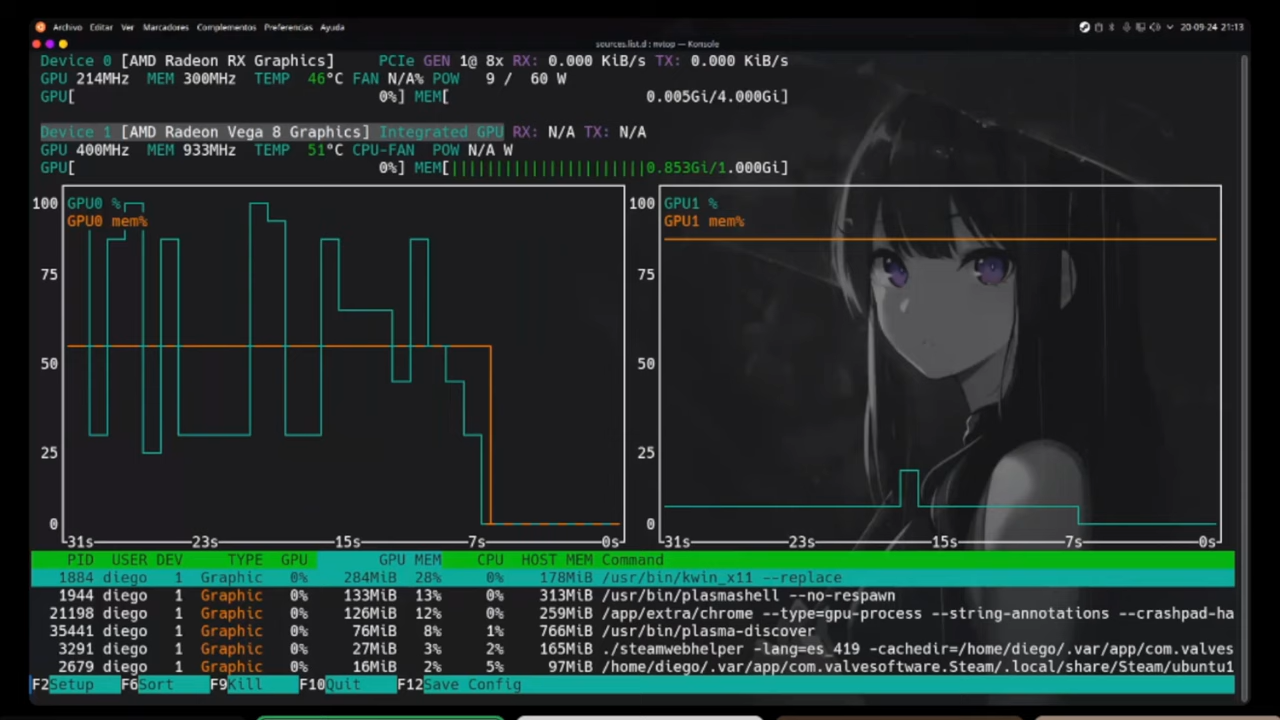 Archivo Editar Ver Marcadores Complementos Preferencias Ayuda
20-09-24 21:13
sources.list.d : nvtop — Konsole
Device 0 [AMD Radeon RX Graphics] PCIe GEN 1@ 8x RX: 0.000 KiB/s TX: 0.000 KiB/s
GPU 214MHz MEM 300MHz TEMP 46°C FAN N/A% POW 9 / 60 W
GPU[ 0%] MEM[ 0.005Gi/4.000Gi]
Device 1 [AMD Radeon Vega 8 Graphics] Integrated GPU RX: N/A TX: N/A
GPU 400MHz MEM 933MHz TEMP 51°C CPU-FAN POW N/A W
GPU[ 0%] MEM[||||||||||||||||||||||0.853Gi/1.000Gi]
100 GPU0 % 100 GPU1 %
GPU0 mem% GPU1 mem%
75 75
50 50
25 25
0 0
31s 23s 15s 7s 0s 31s 23s 15s 7s 0s
PID USER DEV TYPE GPU GPU MEM CPU HOST MEM Command
1884 diego 1 Graphic 0% 284MiB 28% 0% 178MiB /usr/bin/kwin_x11 --replace
1944 diego 1 Graphic 0% 133MiB 13% 0% 313MiB /usr/bin/plasmashell --no-respawn
21198 diego 1 Graphic 0% 126MiB 12% 0% 259MiB /app/extra/chrome --type=gpu-process --string-annotations --crashpad-ha
35441 diego 1 Graphic 0% 76MiB 8% 1% 766MiB /usr/bin/plasma-discover
3291 diego 1 Graphic 0% 27MiB 3% 2% 165MiB ./steamwebhelper -lang=es_419 -cachedir=/home/diego/.var/app/com.valves
2679 diego 1 Graphic 0% 16MiB 2% 5% 97MiB /home/diego/.var/app/com.valvesoftware.Steam/.local/share/Steam/ubuntu1
F2Setup F6Sort F9Kill F10Quit F12Save Config